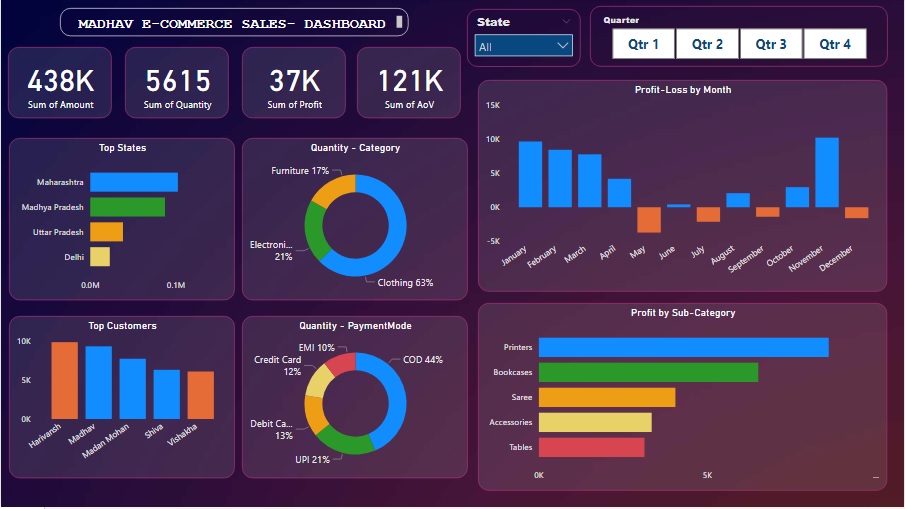 MADHAV E-COMMERCE SALES- DASHBOARD
State
All
Quarter
Qtr 1
Qtr 2
Qtr 3
Qtr 4
438K
Sum of Amount
5615
Sum of Quantity
37K
Sum of Profit
121K
Sum of AoV
Profit-Loss by Month
15K
10K
5K
0K
-5K
January
February
March
April
May
June
July
August
September
October
November
December
Top States
Maharashtra
Madhya Pradesh
Uttar Pradesh
Delhi
0.0M
0.1M
Quantity - Category
Furniture 17%
Electroni...
21%
Clothing 63%
Top Customers
10K
5K
0K
Harivansh
Madhav
Madan Mohan
Shiva
Vishakha
Quantity - PaymentMode
EMI 10%
Credit Card
12%
Debit Ca...
13%
UPI 21%
COD 44%
Profit by Sub-Category
Printers
Bookcases
Saree
Accessories
Tables
0K
5K
...